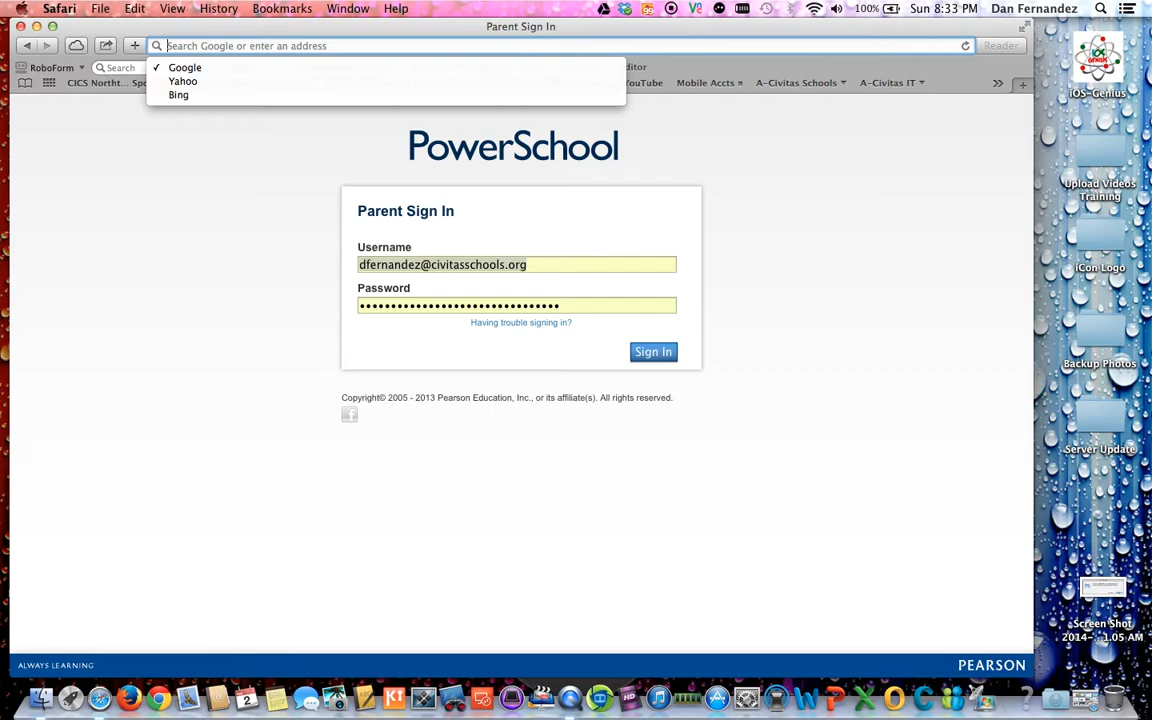 Safari File Edit View History Bookmarks Window Help 100% Sun 8:33 PM Dan Fernandez
Parent Sign In
Search Google or enter an address Reader
RoboForm Search
Google
Yahoo
Bing
CICS Northt... YouTube Mobile Accts A-Civitas Schools A-Civitas IT
PowerSchool
Parent Sign In
Username
dfernandez@civitasschools.org
Password
Having trouble signing in?
Sign In
Copyright© 2005 - 2013 Pearson Education, Inc., or its affiliate(s). All rights reserved.
ALWAYS LEARNING PEARSON
iOS-Genius
Upload Videos
Training
iCon Logo
Backup Photos
Server Update
Screen Shot
2014-...1.05 AM